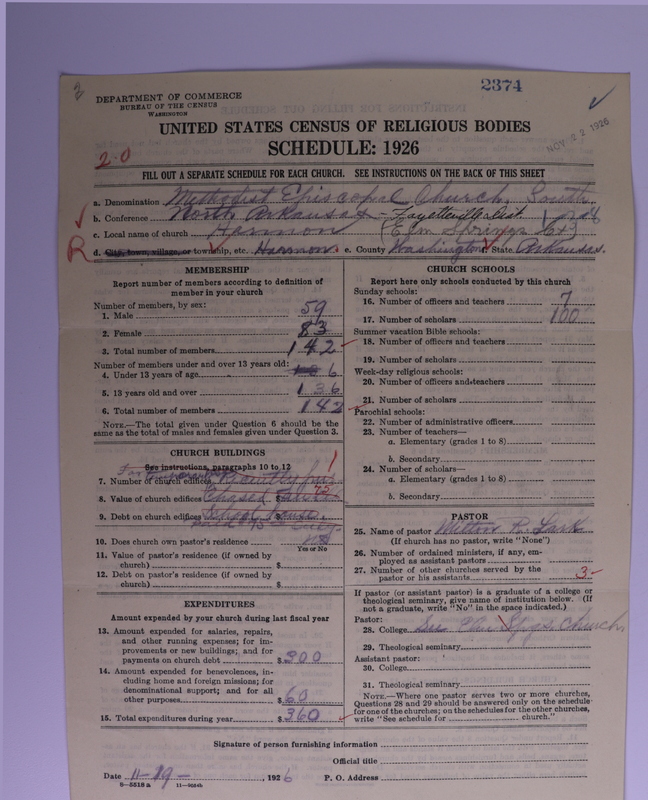 2374
DEPARTMENT OF COMMERCE
BUREAU OF THE CENSUS
WASHINGTON
NOV 22 1926
UNITED STATES CENSUS OF RELIGIOUS BODIES
SCHEDULE: 1926
2-0
FILL OUT A SEPARATE SCHEDULE FOR EACH CHURCH. SEE INSTRUCTIONS ON THE BACK OF THIS SHEET
a. Denomination Methodist Episcopal Church, South
b. Conference North Arkansas - Fayetteville Dist.
c. Local name of church Harmon (Elm Springs Ct)
R d. City, town, village, or township, etc. Harmon e. County Washington State Arkansas.
MEMBERSHIP
Report number of members according to definition of
member in your church
Number of members, by sex:
1. Male 59
2. Female 83
3. Total number of members 142
Number of members under and over 13 years old:
4. Under 13 years of age 6
5. 13 years old and over 136
6. Total number of members 142
NOTE.—The total given under Question 6 should be the
same as the total of males and females given under Question 3.
CHURCH BUILDINGS
See instructions, paragraphs 10 to 12
7. Number of church edifices Recently 1
8. Value of church edifices $
9. Debt on church edifices $ School house
10. Does church own pastor's residence? no
Yes or No
11. Value of pastor's residence (if owned by
church) $
12. Debt on pastor's residence (if owned by
church) $
EXPENDITURES
Amount expended by your church during last fiscal year
13. Amount expended for salaries, repairs,
and other running expenses; for im-
provements or new buildings; and for
payments on church debt $ 300
14. Amount expended for benevolences, in-
cluding home and foreign missions; for
denominational support; and for all
other purposes $ 60
15. Total expenditures during year $ 360
CHURCH SCHOOLS
Report here only schools conducted by this church
Sunday schools:
16. Number of officers and teachers 7
17. Number of scholars 100
Summer vacation Bible schools:
18. Number of officers and teachers
19. Number of scholars
Week-day religious schools:
20. Number of officers and teachers
21. Number of scholars
Parochial schools:
22. Number of administrative officers
23. Number of teachers—
a. Elementary (grades 1 to 8)
b. Secondary
24. Number of scholars—
a. Elementary (grades 1 to 8)
b. Secondary
PASTOR
25. Name of pastor
(If church has no pastor, write "None")
26. Number of ordained ministers, if any, em-
ployed as assistant pastors
27. Number of other churches served by the
pastor or his assistants 3
If pastor (or assistant pastor) is a graduate of a college or
theological seminary, give name of institution below. (If
not a graduate, write "No" in the space indicated.)
Pastor:
28. College See Elm Spgs Church,
29. Theological seminary
Assistant pastor:
30. College
31. Theological seminary
NOTE.—Where one pastor serves two or more churches,
Questions 28 and 29 should be answered only on the schedule
for one of the churches; on the schedules for the other churches,
write "See schedule for church."
Signature of person furnishing information
Official title
Date 11-19-, 1926 P. O. Address
8-5518a